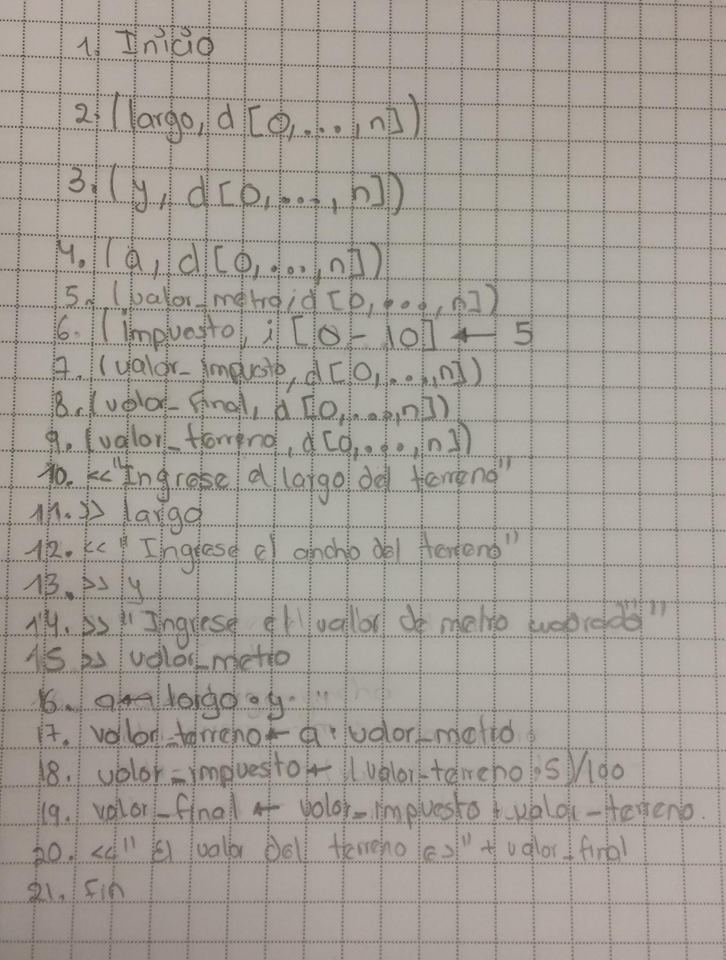 1. Inicio
2. (largo, d [0,...,n])
3. (y, d [0,...,n])
4. (a, d [0,...,n])
5. (valor_metro, d [0,...,n])
6. (impuesto, i [0-10] ← 5
7. (valor_impusto, d [0,...,n])
8. (valor_final, d [0,...,n])
9. (valor_terreno, d [0,...,n])
10. << "Ingrese el largo del terreno"
11. >> largo
12. << "Ingrese el ancho del terreno"
13. >> y
14. >> "Ingrese el valor de metro"
15 >> valor_metro
16. a ← largo · y
17. valor_terreno ← a · valor_metro
18. valor_impuesto ← (valor_terreno · 5)/100
19. valor_final ← valor_impuesto + valor_terreno.
20. << "El valor del terreno es" + valor_final
21. Fin